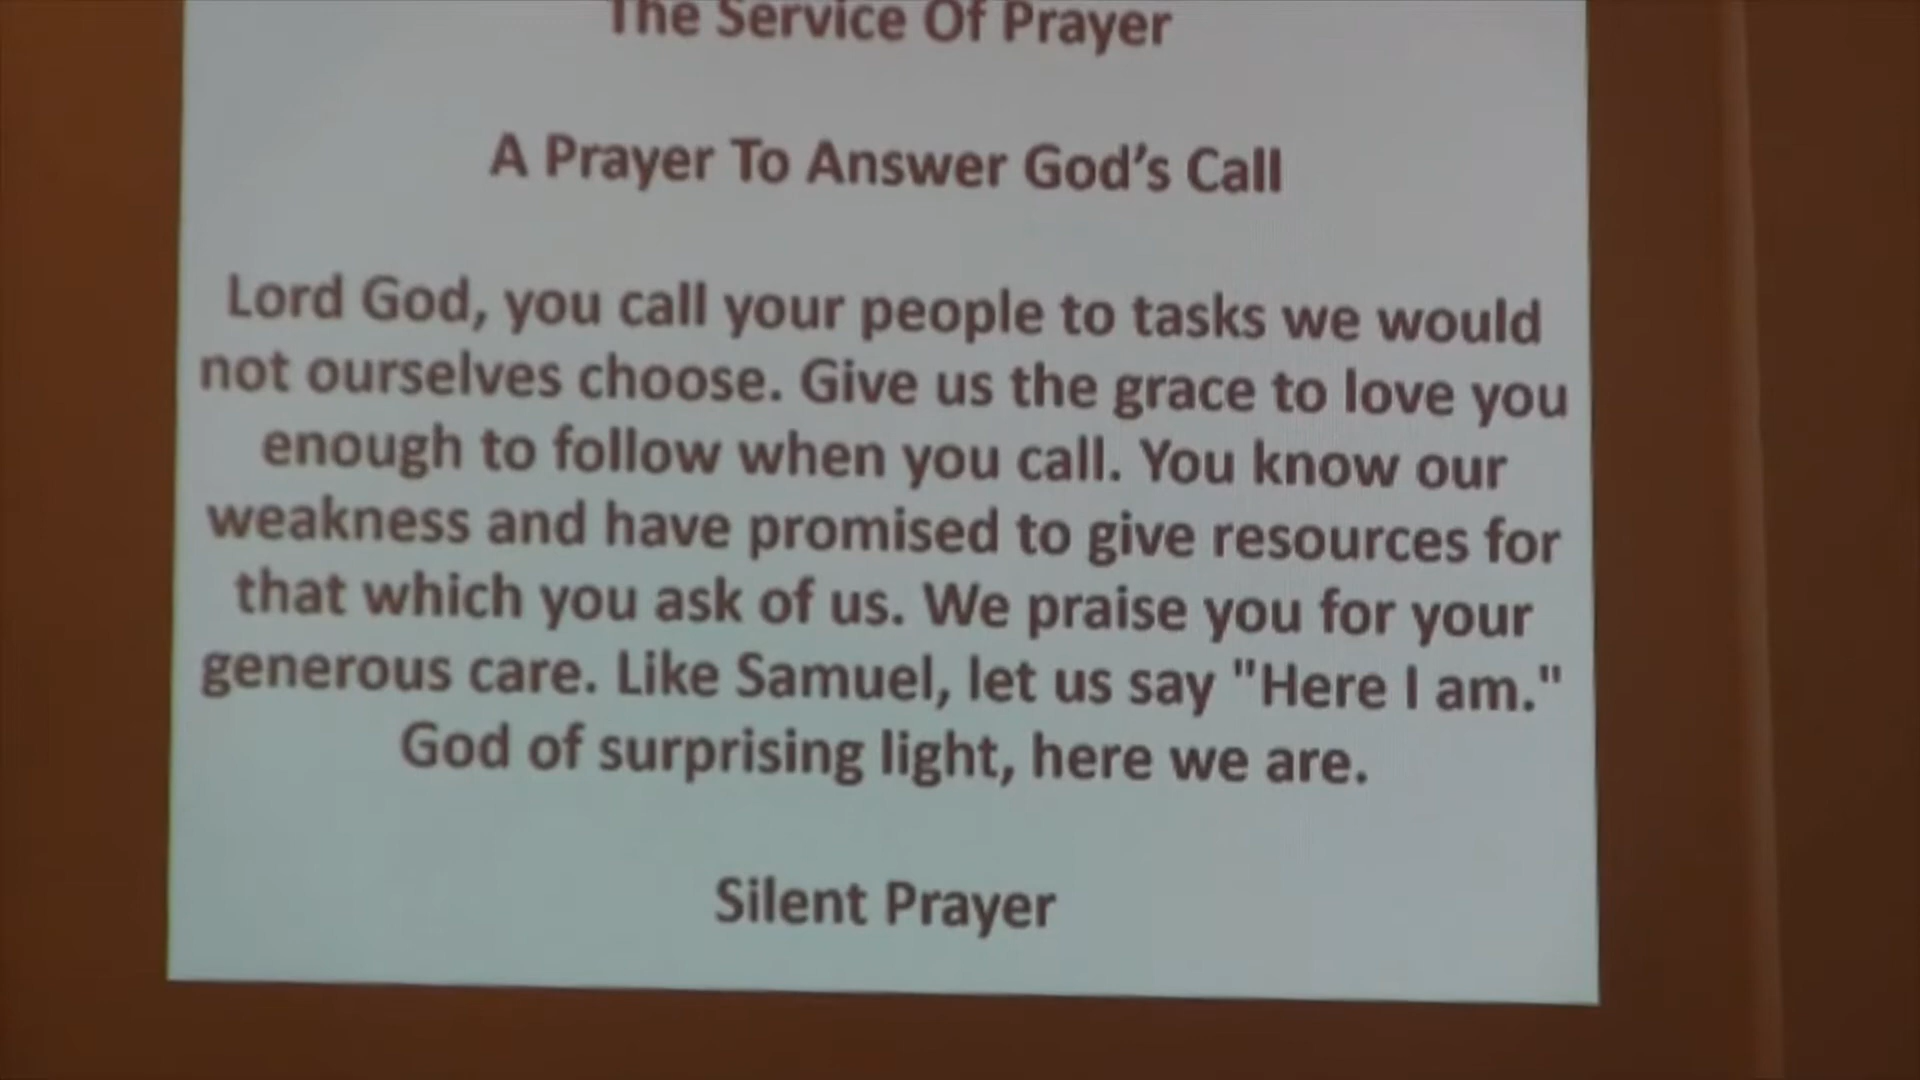 The Service Of Prayer
A Prayer To Answer God’s Call
Lord God, you call your people to tasks we would
not ourselves choose. Give us the grace to love you
enough to follow when you call. You know our
weakness and have promised to give resources for
that which you ask of us. We praise you for your
generous care. Like Samuel, let us say "Here I am."
God of surprising light, here we are.
Silent Prayer